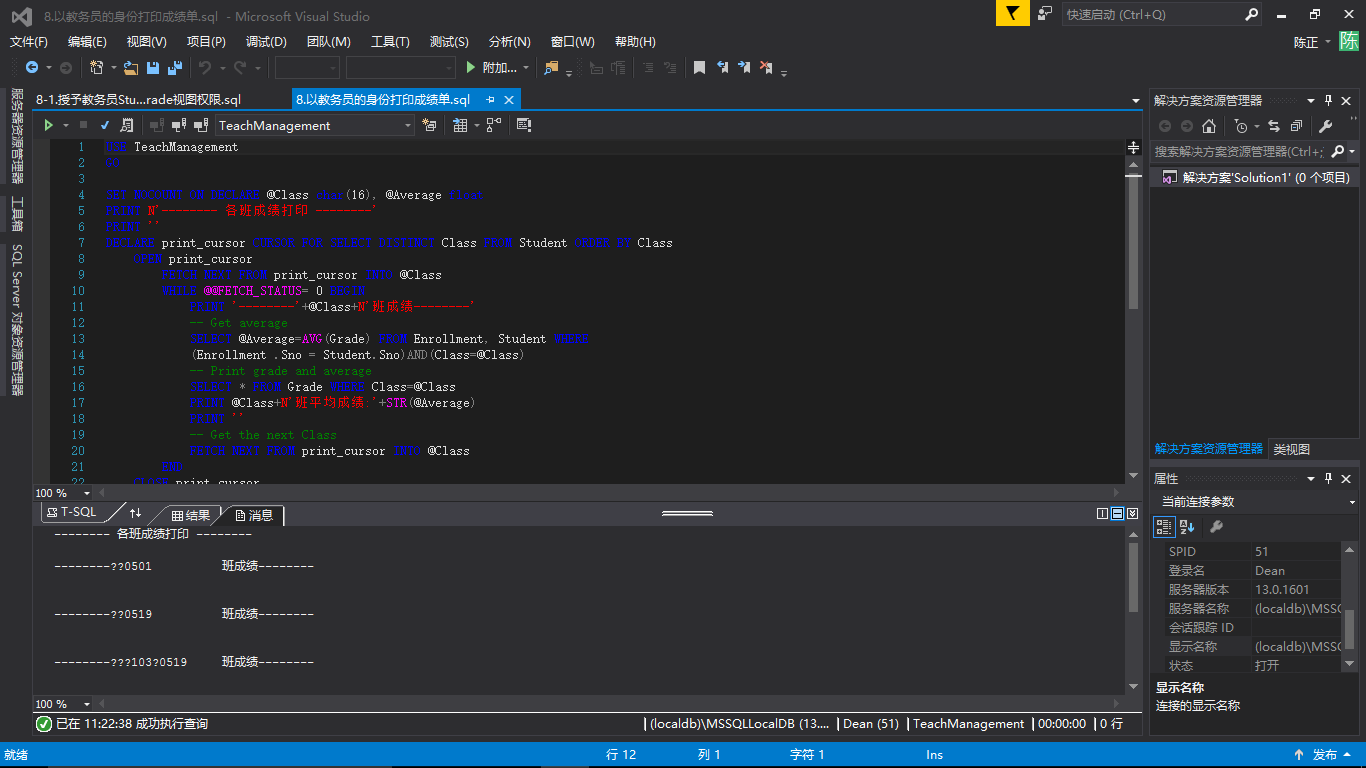 8.以教务员的身份打印成绩单.sql - Microsoft Visual Studio
快速启动 (Ctrl+Q)
文件(F) 编辑(E) 视图(V) 项目(P) 调试(D) 团队(M) 工具(T) 测试(S) 分析(N) 窗口(W) 帮助(H)
陈正 陈
附加...
服务器资源管理器
工具箱
SQL Server 对象资源管理器
8-1.授予教务员Stu...rade视图权限.sql 8.以教务员的身份打印成绩单.sql
TeachManagement
1 USE TeachManagement
2 GO
3
4 SET NOCOUNT ON DECLARE @Class char(16), @Average float
5 PRINT N'-------- 各班成绩打印 --------'
6 PRINT ''
7 DECLARE print_cursor CURSOR FOR SELECT DISTINCT Class FROM Student ORDER BY Class
8 OPEN print_cursor
9 FETCH NEXT FROM print_cursor INTO @Class
10 WHILE @@FETCH_STATUS= 0 BEGIN
11 PRINT '--------'+@Class+N'班成绩--------'
12 -- Get average
13 SELECT @Average=AVG(Grade) FROM Enrollment, Student WHERE
14 (Enrollment .Sno = Student.Sno)AND(Class=@Class)
15 -- Print grade and average
16 SELECT * FROM Grade WHERE Class=@Class
17 PRINT @Class+N'班平均成绩:'+STR(@Average)
18 PRINT ''
19 -- Get the next Class
20 FETCH NEXT FROM print_cursor INTO @Class
21 END
22 CLOSE print_cursor
100 %
T-SQL 结果 消息
-------- 各班成绩打印 --------
--------??0501 班成绩--------
--------??0519 班成绩--------
--------???103?0519 班成绩--------
100 %
已在 11:22:38 成功执行查询 (localdb)\MSSQLLocalDB (13.... Dean (51) TeachManagement 00:00:00 0 行
解决方案资源管理器
搜索解决方案资源管理器(Ctrl+;
解决方案'Solution1' (0 个项目)
解决方案资源管理器 类视图
属性
当前连接参数
SPID 51
登录名 Dean
服务器版本 13.0.1601
服务器名称 (localdb)\MSSQ
会话跟踪 ID
显示名称 (localdb)\MSSQ
状态 打开
显示名称
连接的显示名称
就绪 行 12 列 1 字符 1 Ins 发布